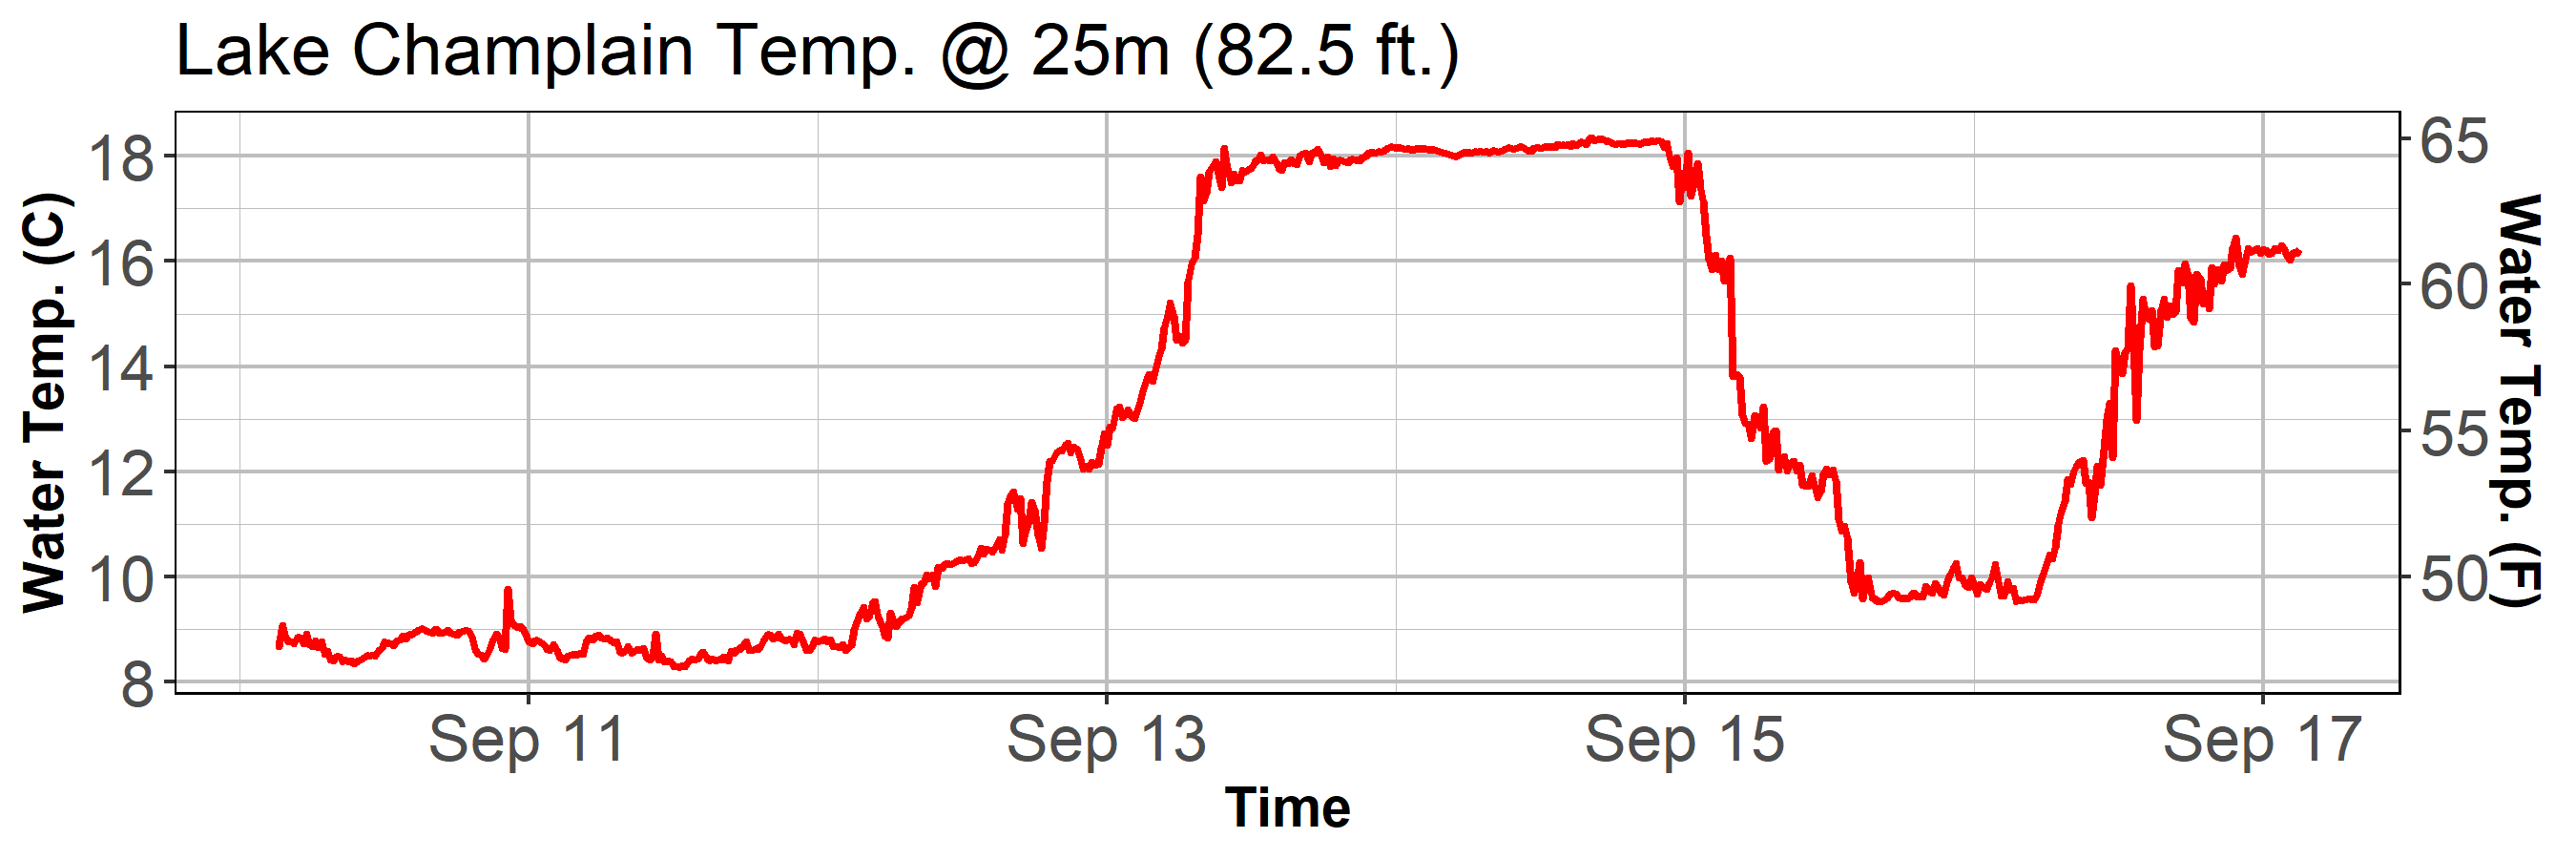 Lake Champlain Temp. @ 25m (82.5 ft.)
Water Temp. (C)
18
16
14
12
10
8
65
60
55
50
Water Temp. (F)
Sep 11 Sep 13 Sep 15 Sep 17
Time